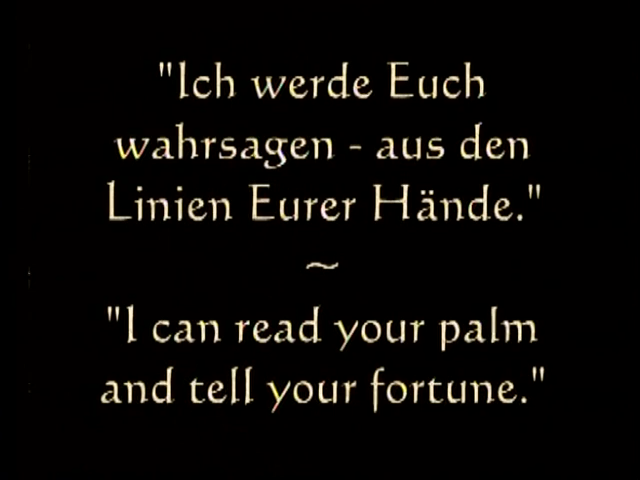 "Ich werde Euch
wahrsagen - aus den
Linien Eurer Hände."
~
"I can read your palm
and tell your fortune."